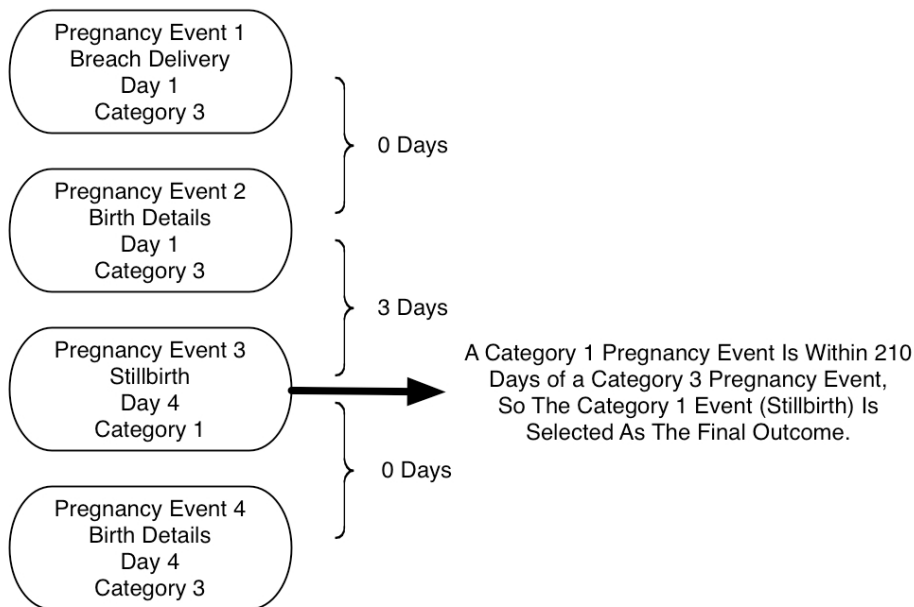 Pregnancy Event 1
Breach Delivery
Day 1
Category 3
0 Days
Pregnancy Event 2
Birth Details
Day 1
Category 3
3 Days
Pregnancy Event 3
Stillbirth
Day 4
Category 1
A Category 1 Pregnancy Event Is Within 210
Days of a Category 3 Pregnancy Event,
So The Category 1 Event (Stillbirth) Is
Selected As The Final Outcome.
0 Days
Pregnancy Event 4
Birth Details
Day 4
Category 3